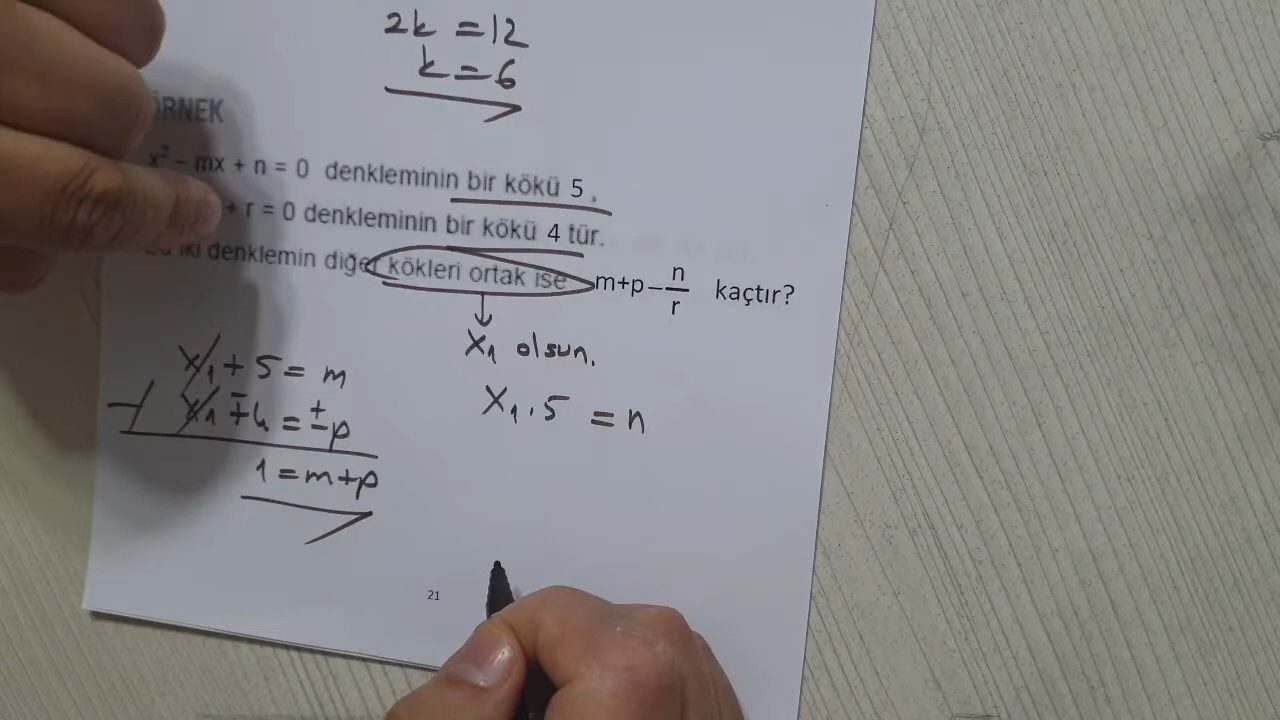 2k = 12
k = 6
ÖRNEK
x² − mx + n = 0 denkleminin bir kökü 5 ,
+ r = 0 denkleminin bir kökü 4 tür.
iki denklemin diğer kökleri ortak ise m+p− n/r kaçtır?
x₁ olsun.
x₁ + 5 = m
x₁ . 5 = n
− x₁ ∓ 4 = ± p
1 = m+p
21